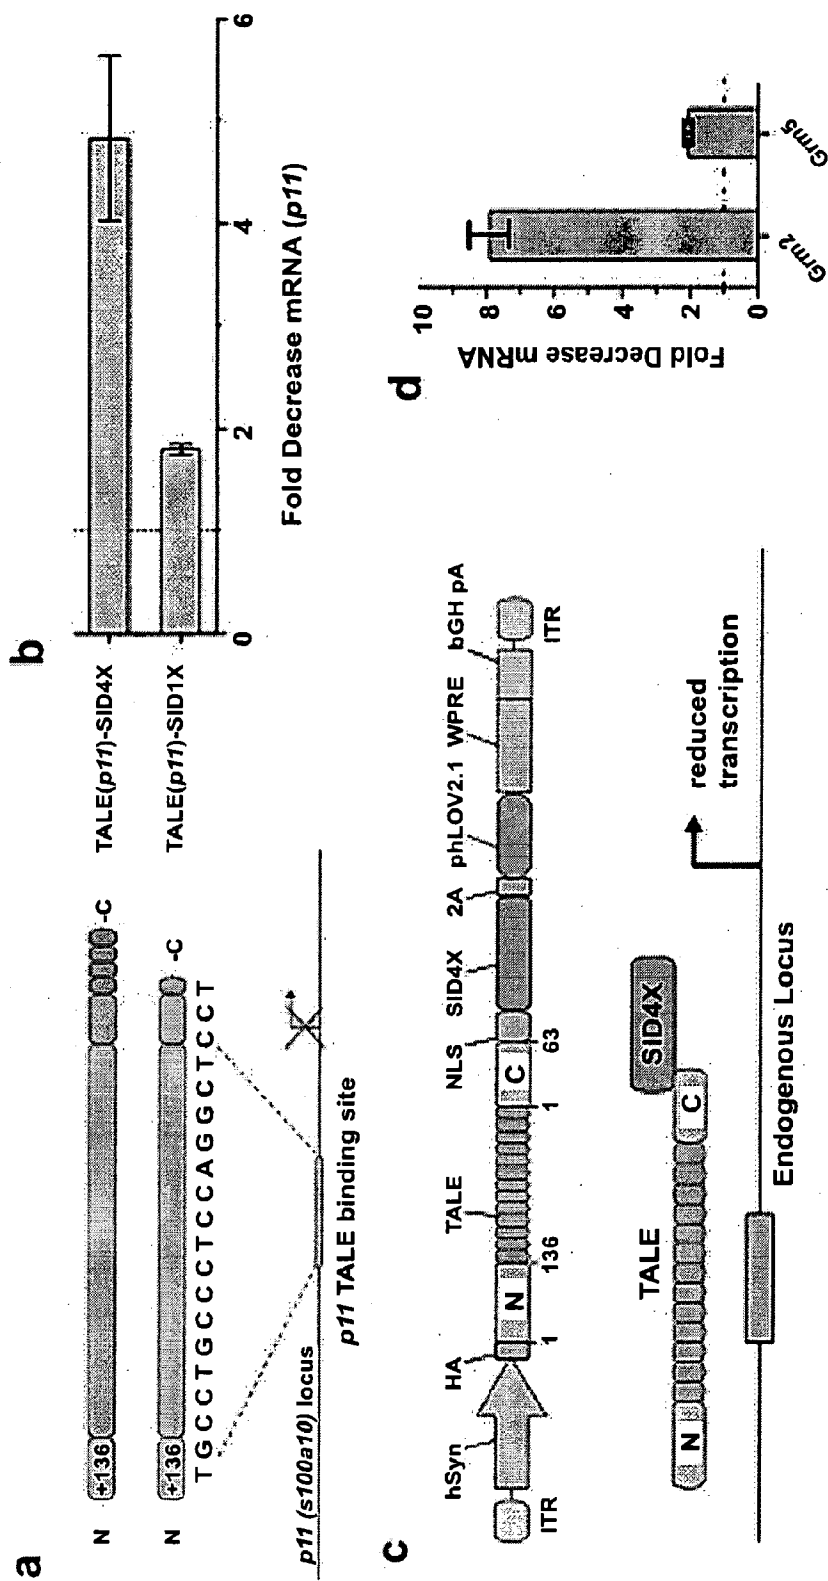 a
N
+136
-C
N
+136
-C
TGCCTGCCCTCCAGGCTCCT
p11 (s100a10) locus
p11 TALE binding site
b
TALE(p11)-SID4X
TALE(p11)-SID1X
0 2 4 6
Fold Decrease mRNA (p11)
c
hSyn HA TALE NLS SID4X 2A phLOV2.1 WPRE bGH pA
N C
ITR 1 136 1 63 ITR
TALE
N C
SID4X
reduced
transcription
Endogenous Locus
d
Fold Decrease mRNA
10
8
6
4
2
0
Grm2 Grm5